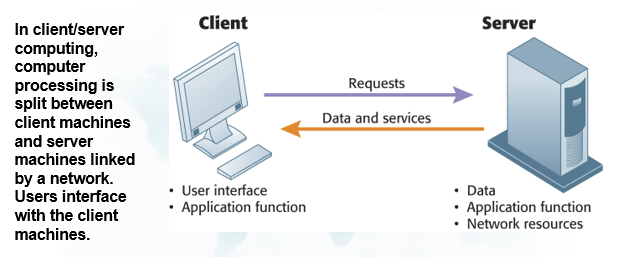 In client/server
computing,
computer
processing is
split between
client machines
and server
machines linked
by a network.
Users interface
with the client
machines.
Client
Server
Requests
Data and services
• User interface
• Application function
• Data
• Application function
• Network resources